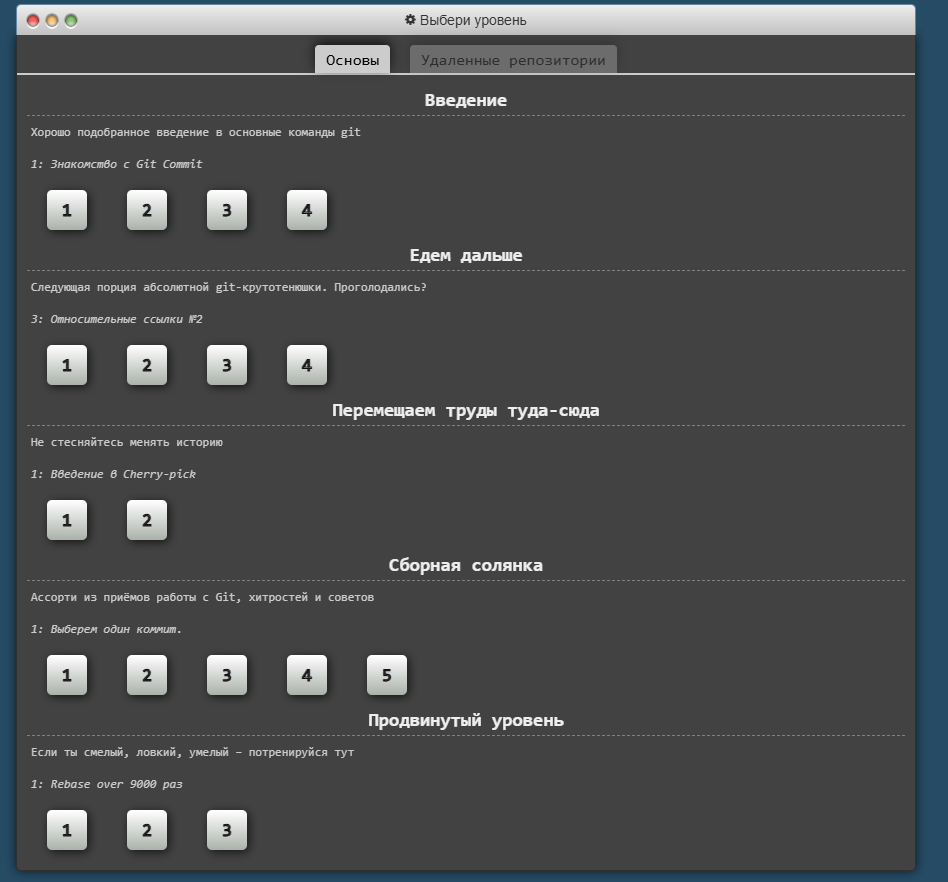 Выбери уровень
Основы Удаленные репозитории
Введение
Хорошо подобранное введение в основные команды git
1: Знакомство с Git Commit
1 2 3 4
Едем дальше
Следующая порция абсолютной git-крутотенюшки. Проголодались?
3: Относительные ссылки №2
1 2 3 4
Перемещаем труды туда-сюда
Не стесняйтесь менять историю
1: Введение в Cherry-pick
1 2
Сборная солянка
Ассорти из приёмов работы с Git, хитростей и советов
1: Выберем один коммит.
1 2 3 4 5
Продвинутый уровень
Если ты смелый, ловкий, умелый – потренируйся тут
1: Rebase over 9000 раз
1 2 3